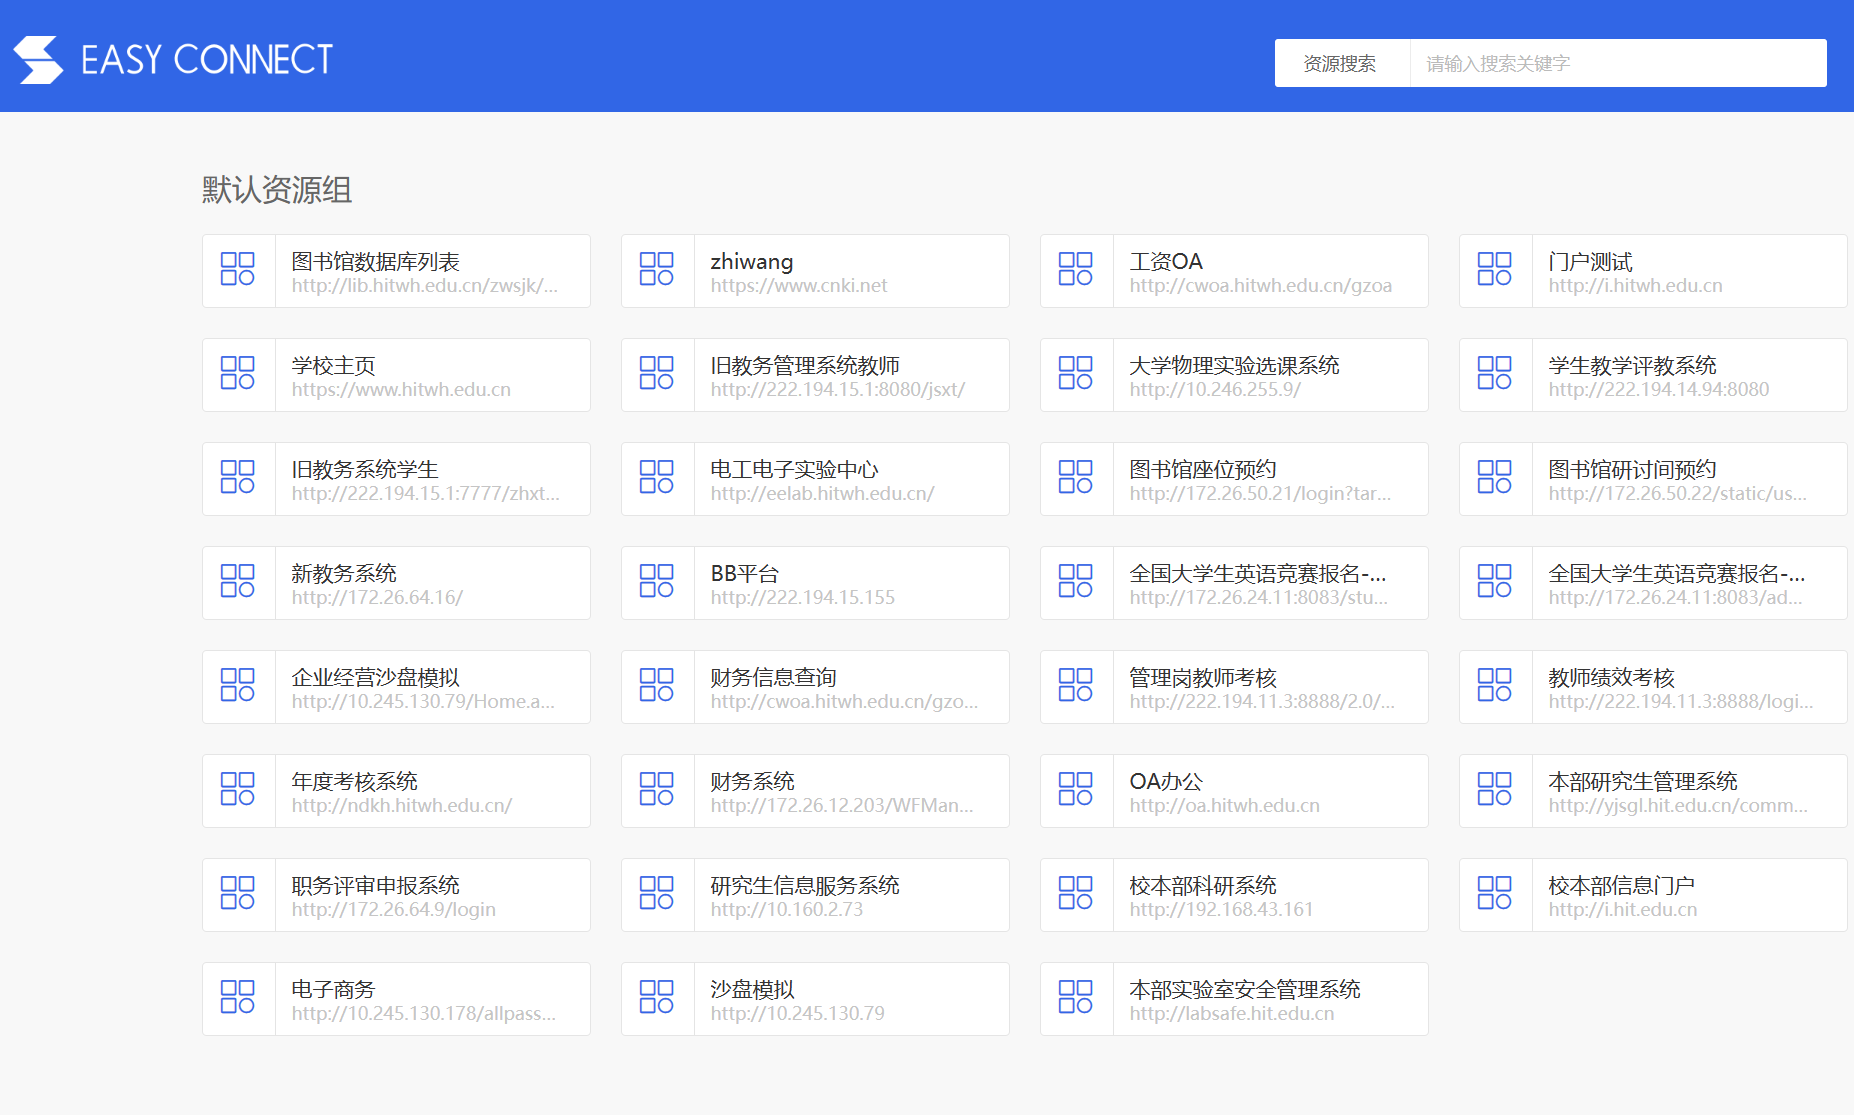 EASY CONNECT
资源搜索
请输入搜索关键字
默认资源组
图书馆数据库列表
http://lib.hitwh.edu.cn/zwsjk/...
zhiwang
https://www.cnki.net
工资OA
http://cwoa.hitwh.edu.cn/gzoa
门户测试
http://i.hitwh.edu.cn
学校主页
https://www.hitwh.edu.cn
旧教务管理系统教师
http://222.194.15.1:8080/jsxt/
大学物理实验选课系统
http://10.246.255.9/
学生教学评教系统
http://222.194.14.94:8080
旧教务系统学生
http://222.194.15.1:7777/zhxt...
电工电子实验中心
http://eelab.hitwh.edu.cn/
图书馆座位预约
http://172.26.50.21/login?tar...
图书馆研讨间预约
http://172.26.50.22/static/us...
新教务系统
http://172.26.64.16/
BB平台
http://222.194.15.155
全国大学生英语竞赛报名-...
http://172.26.24.11:8083/stu...
全国大学生英语竞赛报名-...
http://172.26.24.11:8083/ad...
企业经营沙盘模拟
http://10.245.130.79/Home.a...
财务信息查询
http://cwoa.hitwh.edu.cn/gzo...
管理岗教师考核
http://222.194.11.3:8888/2.0/...
教师绩效考核
http://222.194.11.3:8888/logi...
年度考核系统
http://ndkh.hitwh.edu.cn/
财务系统
http://172.26.12.203/WFMan...
OA办公
http://oa.hitwh.edu.cn
本部研究生管理系统
http://yjsgl.hit.edu.cn/comm...
职务评审申报系统
http://172.26.64.9/login
研究生信息服务系统
http://10.160.2.73
校本部科研系统
http://192.168.43.161
校本部信息门户
http://i.hit.edu.cn
电子商务
http://10.245.130.178/allpass...
沙盘模拟
http://10.245.130.79
本部实验室安全管理系统
http://labsafe.hit.edu.cn